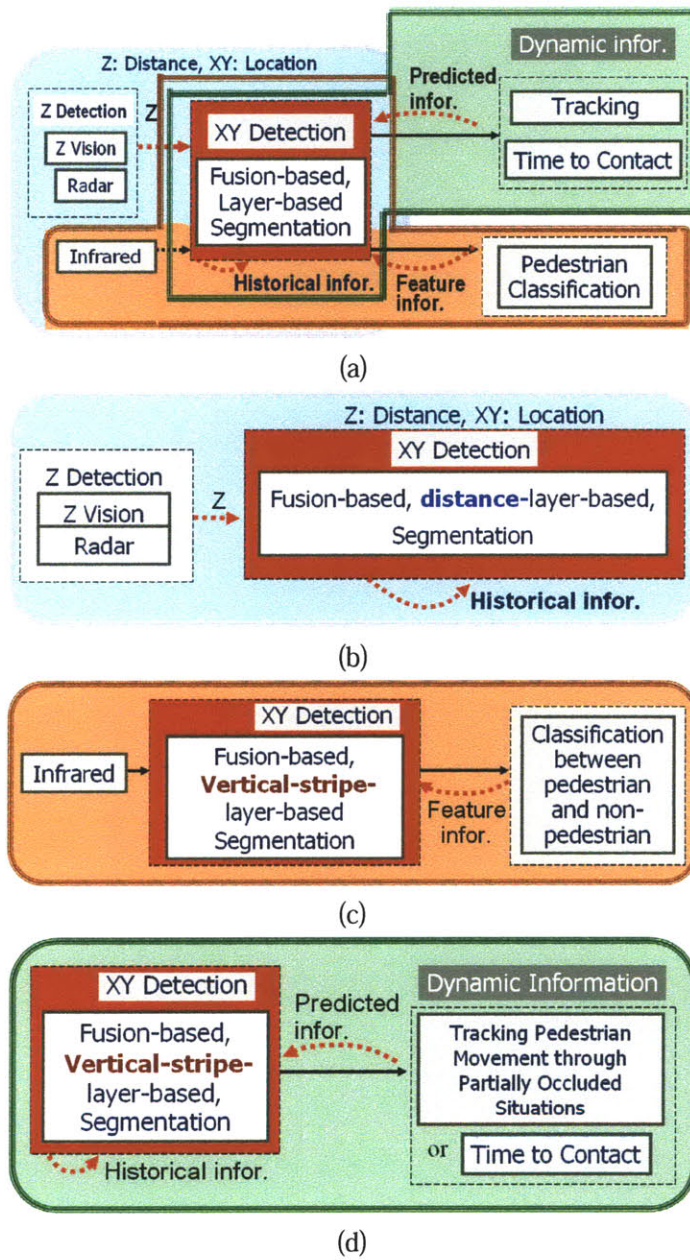 Z: Distance, XY: Location
Dynamic infor.
Predicted
infor.
Z Detection
Z
Z Vision
Radar
XY Detection
Fusion-based,
Layer-based
Segmentation
Tracking
Time to Contact
Infrared
Historical infor.
Feature
infor.
Pedestrian
Classification
(a)
Z: Distance, XY: Location
XY Detection
Z Detection
Z Vision
Radar
Z
Fusion-based, distance-layer-based,
Segmentation
Historical infor.
(b)
XY Detection
Infrared
Fusion-based,
Vertical-stripe-
layer-based
Segmentation
Feature
infor.
Classification
between
pedestrian
and non-
pedestrian
(c)
XY Detection
Fusion-based,
Vertical-stripe-
layer-based,
Segmentation
Historical infor.
Predicted
infor.
Dynamic Information
Tracking Pedestrian
Movement through
Partially Occluded
Situations
or Time to Contact
(d)